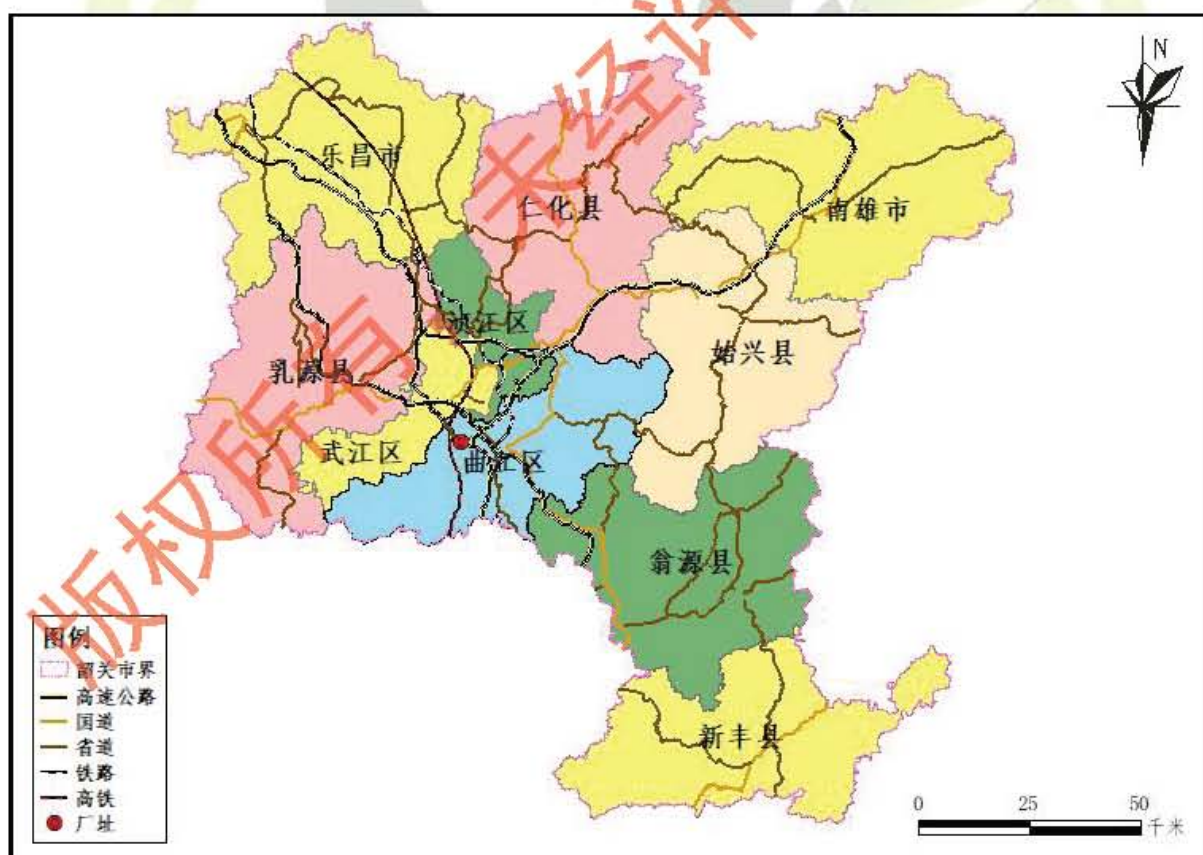 N
乐昌市
仁化县
南雄市
浈江区
始兴县
乳源县
武江区
曲江区
翁源县
新丰县
图例
韶关市界
高速公路
国道
省道
铁路
高铁
厂址
0 25 50
千米
版权所有 未经许